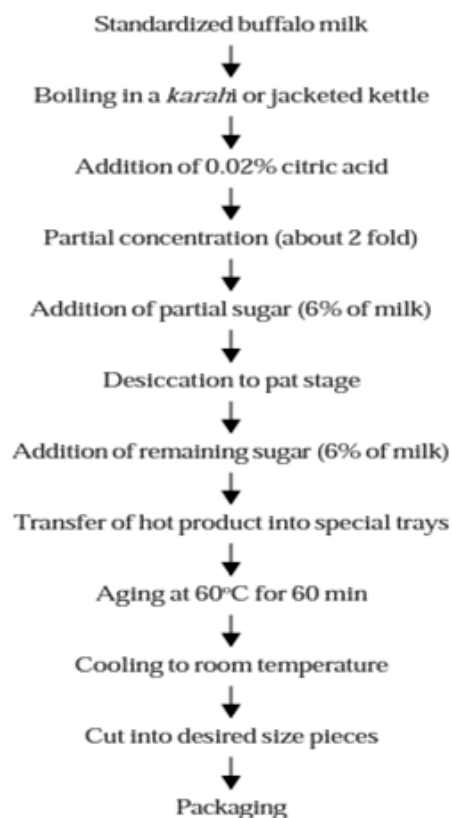 Standardized buffalo milk
Boiling in a karahi or jacketed kettle
Addition of 0.02% citric acid
Partial concentration (about 2 fold)
Addition of partial sugar (6% of milk)
Desiccation to pat stage
Addition of remaining sugar (6% of milk)
Transfer of hot product into special trays
Aging at 60°C for 60 min
Cooling to room temperature
Cut into desired size pieces
Packaging